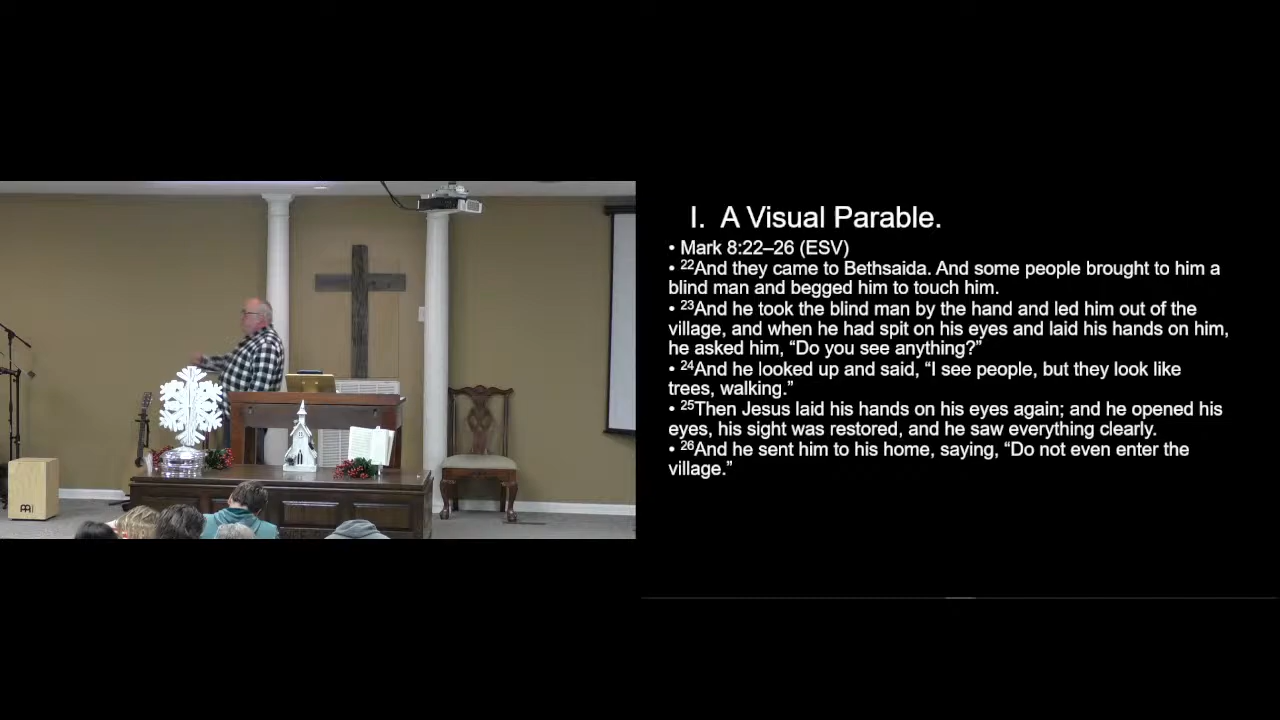 I. A Visual Parable.
• Mark 8:22–26 (ESV)
• 22And they came to Bethsaida. And some people brought to him a
blind man and begged him to touch him.
• 23And he took the blind man by the hand and led him out of the
village, and when he had spit on his eyes and laid his hands on him,
he asked him, “Do you see anything?”
• 24And he looked up and said, “I see people, but they look like
trees, walking.”
• 25Then Jesus laid his hands on his eyes again; and he opened his
eyes, his sight was restored, and he saw everything clearly.
• 26And he sent him to his home, saying, “Do not even enter the
village.”